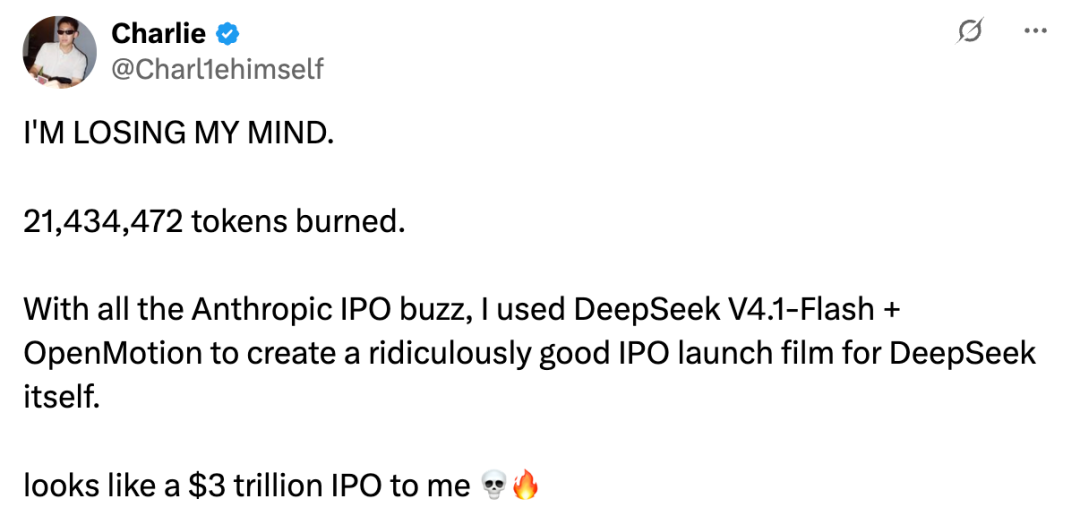 Charlie
@Charl1ehimself
I'M LOSING MY MIND.
21,434,472 tokens burned.
With all the Anthropic IPO buzz, I used DeepSeek V4.1-Flash +
OpenMotion to create a ridiculously good IPO launch film for DeepSeek
itself.
looks like a $3 trillion IPO to me 💀🔥